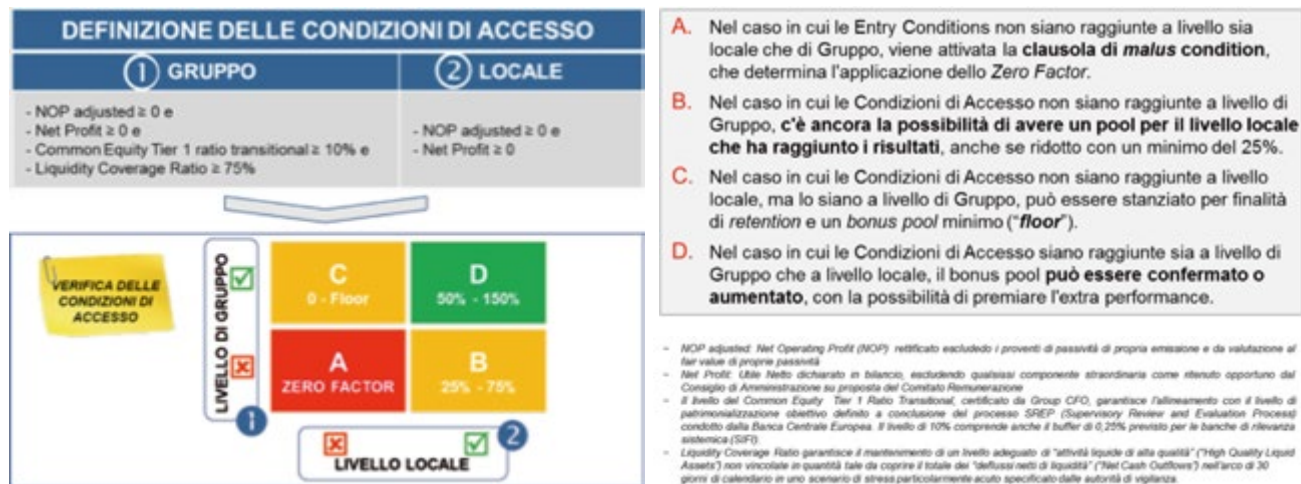 DEFINIZIONE DELLE CONDIZIONI DI ACCESSO
1 GRUPPO
2 LOCALE
- NOP adjusted ≥ 0 e
- Net Profit ≥ 0 e
- Common Equity Tier 1 ratio transitional ≥ 10% e
- Liquidity Coverage Ratio ≥ 75%
- NOP adjusted ≥ 0 e
- Net Profit ≥ 0
VERIFICA DELLE
CONDIZIONI DI
ACCESSO
LIVELLO DI GRUPPO
1
C
0 - Floor
D
50% - 150%
A
ZERO FACTOR
B
25% - 75%
2
LIVELLO LOCALE
A. Nel caso in cui le Entry Conditions non siano raggiunte a livello sia
locale che di Gruppo, viene attivata la clausola di malus condition,
che determina l'applicazione dello Zero Factor.
B. Nel caso in cui le Condizioni di Accesso non siano raggiunte a livello di
Gruppo, c'è ancora la possibilità di avere un pool per il livello locale
che ha raggiunto i risultati, anche se ridotto con un minimo del 25%.
C. Nel caso in cui le Condizioni di Accesso non siano raggiunte a livello
locale, ma lo siano a livello di Gruppo, può essere stanziato per finalità
di retention e un bonus pool minimo ("floor").
D. Nel caso in cui le Condizioni di Accesso siano raggiunte sia a livello di
Gruppo che a livello locale, il bonus pool può essere confermato o
aumentato, con la possibilità di premiare l'extra performance.
- NOP adjusted: Net Operating Profit (NOP) rettificato escludendo i proventi di passività di propria emissione e da valutazione al
fair value di proprie passività
- Net Profit: Utile Netto dichiarato in bilancio, escludendo qualsiasi componente straordinaria come ritenuto opportuno dal
Consiglio di Amministrazione su proposta del Comitato Remunerazione
- Il livello del Common Equity Tier 1 Ratio Transitional, certificato da Group CFO, garantisce l'allineamento con il livello di
patrimonializzazione obiettivo definito a conclusione del processo SREP (Supervisory Review and Evaluation Process)
condotto dalla Banca Centrale Europea. Il livello di 10% comprende anche il buffer di 0,25% previsto per le banche di rilevanza
sistemica (SIFI).
- Liquidity Coverage Ratio garantisce il mantenimento di un livello adeguato di "attività liquide di alta qualità" ("High Quality Liquid
Assets") non vincolate in quantità tale da coprire il totale dei "deflussi netti di liquidità" ("Net Cash Outflows") nell'arco di 30
giorni di calendario in uno scenario di stress particolarmente acuto specificato dalle autorità di vigilanza.